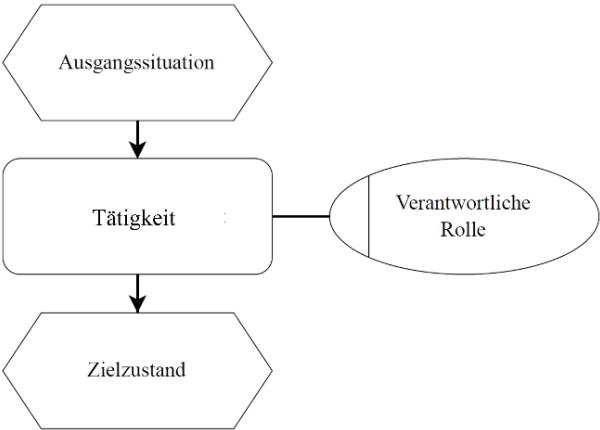 Ausgangssituation
Tätigkeit
Verantwortliche
Rolle
Zielzustand